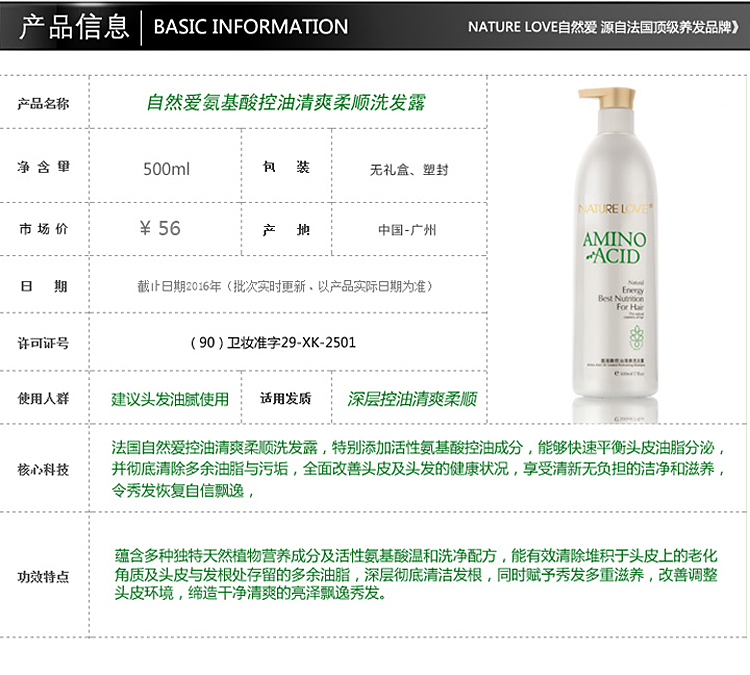 产品信息 BASIC INFORMATION
NATURE LOVE自然爱 源自法国顶级养发品牌》
产品名称 自然爱氨基酸控油清爽柔顺洗发露
净含量 500ml 包装 无礼盒、塑封
市场价 ¥ 56 产地 中国-广州
日期 截止日期2016年（批次实时更新、以产品实际日期为准）
许可证号 （90）卫妆准字29-XK-2501
使用人群 建议头发油腻使用 适用发质 深层控油清爽柔顺
核心科技
法国自然爱控油清爽柔顺洗发露，特别添加活性氨基酸控油成分，能够快速平衡头皮油脂分泌，
并彻底清除多余油脂与污垢，全面改善头皮及头发的健康状况，享受清新无负担的洁净和滋养，
令秀发恢复自信飘逸，
功效特点
蕴含多种独特天然植物营养成分及活性氨基酸温和洗净配方，能有效清除堆积于头皮上的老化
角质及头皮与发根处存留的多余油脂，深层彻底清洁发根，同时赋予秀发多重滋养，改善调整
头皮环境，缔造干净清爽的亮泽飘逸秀发。
NATURE LOVE®
AMINO
ACID
Natural
Energy
Best Nutrition
For Hair